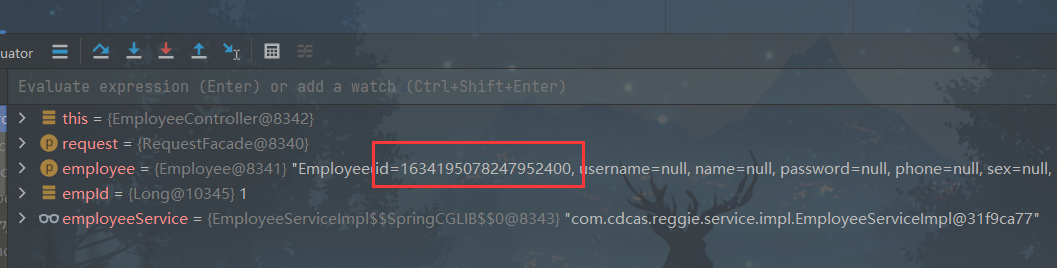 uator
Evaluate expression (Enter) or add a watch (Ctrl+Shift+Enter)
this = {EmployeeController@8342}
request = {RequestFacade@8340}
employee = {Employee@8341} "Employee(id=1634195078247952400, username=null, name=null, password=null, phone=null, sex=null,
empId = {Long@10345} 1
employeeService = {EmployeeServiceImpl$$SpringCGLIB$$0@8343} "com.cdcas.reggie.service.impl.EmployeeServiceImpl@31f9ca77"